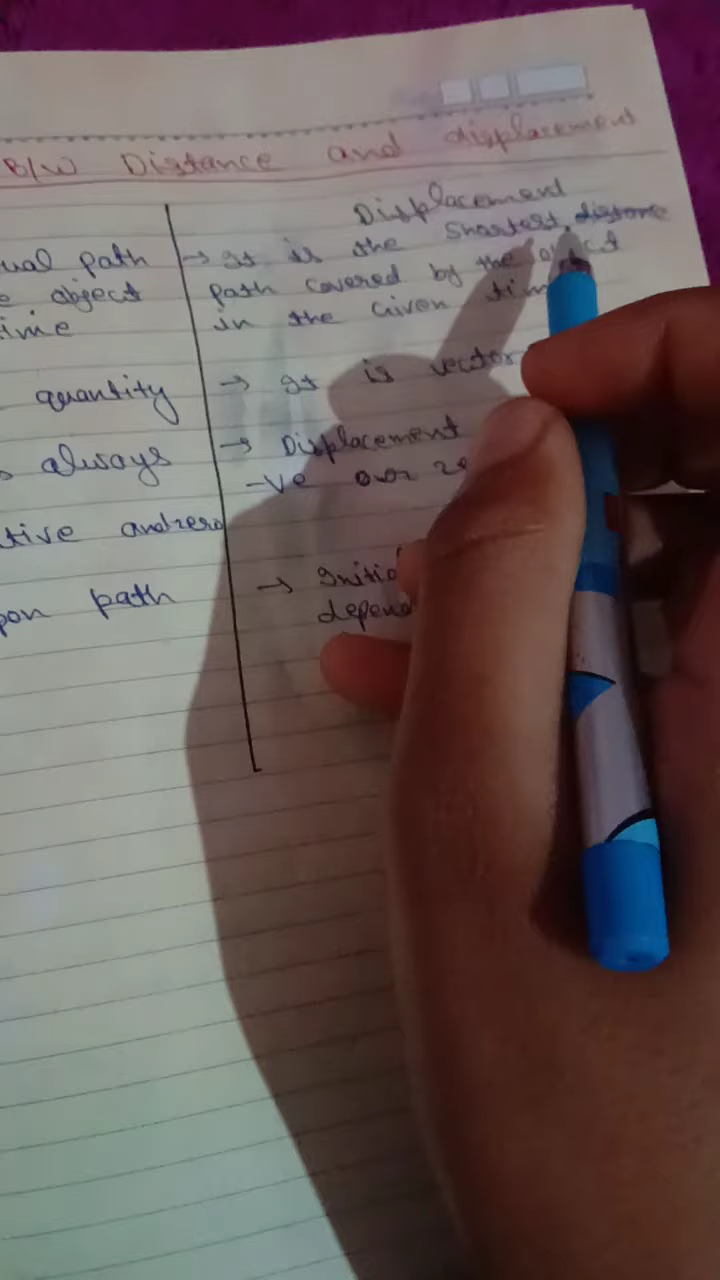 B/W Distance and displacement
ual path
e object
time
quantity
always
tive and zero
pon path
Displacement
→ It is the shortest distance
path covered by the object
in the given tim
→ It is vector
→ Displacement
-ve or ze
→ Initia
depend